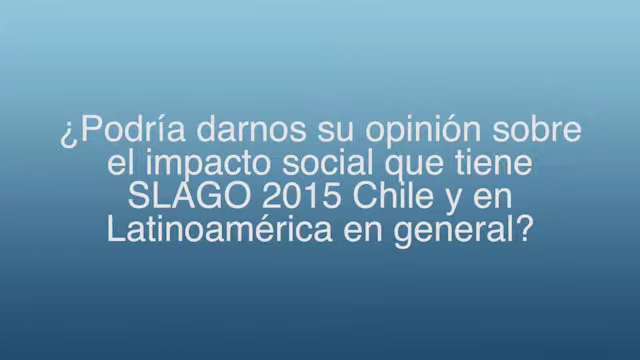 ¿Podría darnos su opinión sobre
el impacto social que tiene
SLAGO 2015 Chile y en
Latinoamérica en general?